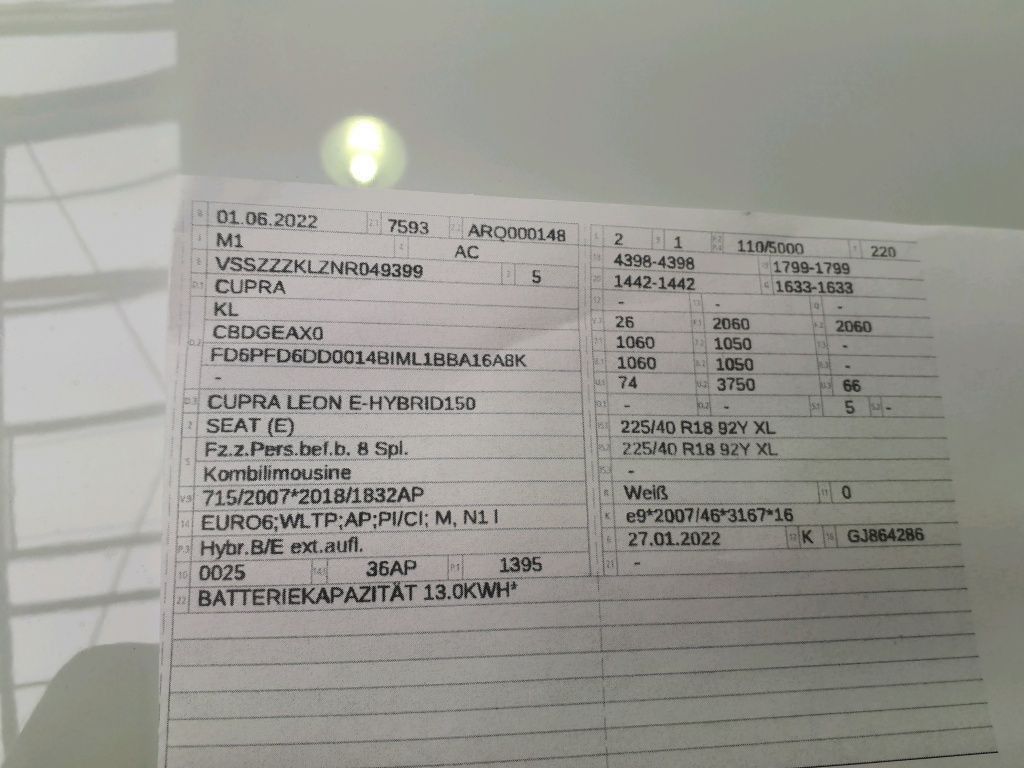 01.06.2022 7593 ARQ000148
M1 AC
VSSZZZKLZNR049399 5
CUPRA
KL
CBDGEAX0
FD6PFD6DD0014BIML1BBA16A8K
-
CUPRA LEON E-HYBRID150
SEAT (E)
Fz.z.Pers.bef.b. 8 Spl.
Kombilimousine
715/2007*2018/1832AP
EURO6;WLTP;AP;PI/CI; M, N1 I
Hybr.B/E ext.aufl.
0025 36AP 1395
BATTERIEKAPAZITÄT 13.0KWH*
2 1 110/5000 220
4398-4398 1799-1799
1442-1442 1633-1633
- - -
26 2060 2060
1060 1050 -
1060 1050 -
74 3750 66
- - 5 -
225/40 R18 92Y XL
225/40 R18 92Y XL
-
Weiß 0
e9*2007/46*3167*16
27.01.2022 K GJ864286
-